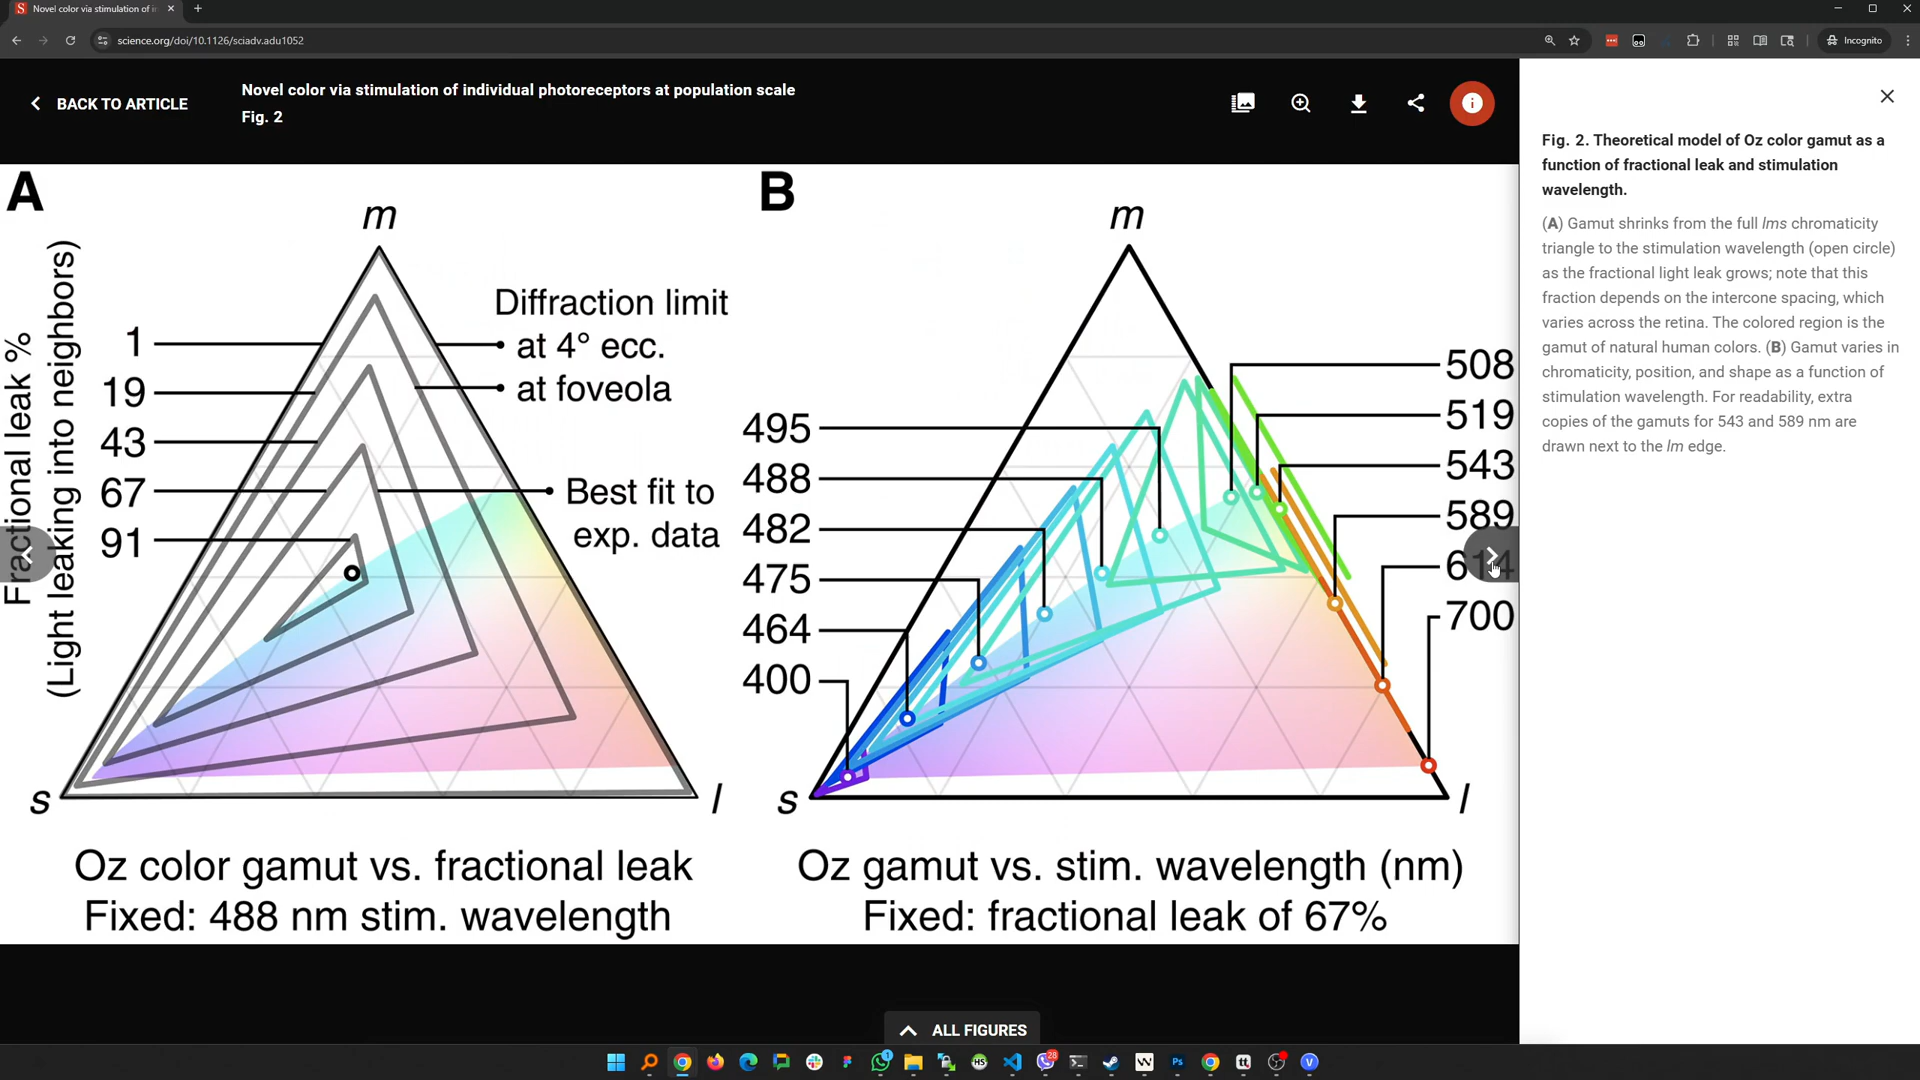 Novel color via stimulation of in
science.org/doi/10.1126/sciadv.adu1052
Incognito
BACK TO ARTICLE
Novel color via stimulation of individual photoreceptors at population scale
Fig. 2
A
Fractional leak %
(Light leaking into neighbors)
m
1
19
43
67
91
Diffraction limit
at 4° ecc.
at foveola
Best fit to
exp. data
s
l
Oz color gamut vs. fractional leak
Fixed: 488 nm stim. wavelength
B
m
495
488
482
475
464
400
508
519
543
589
614
700
s
l
Oz gamut vs. stim. wavelength (nm)
Fixed: fractional leak of 67%
Fig. 2. Theoretical model of Oz color gamut as a
function of fractional leak and stimulation
wavelength.
(A) Gamut shrinks from the full lms chromaticity
triangle to the stimulation wavelength (open circle)
as the fractional light leak grows; note that this
fraction depends on the intercone spacing, which
varies across the retina. The colored region is the
gamut of natural human colors. (B) Gamut varies in
chromaticity, position, and shape as a function of
stimulation wavelength. For readability, extra
copies of the gamuts for 543 and 589 nm are
drawn next to the lm edge.
ALL FIGURES
1
28